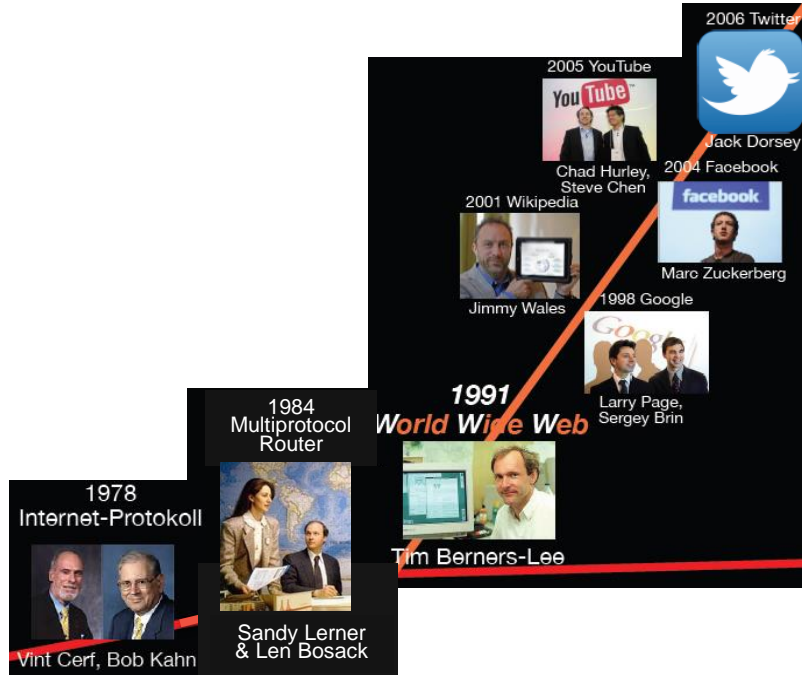 2006 Twitter
Jack Dorsey
2005 YouTube
You Tube
Chad Hurley,
Steve Chen
2004 Facebook
facebook
Marc Zuckerberg
2001 Wikipedia
Jimmy Wales
1998 Google
Google
Larry Page,
Sergey Brin
1991
World Wide Web
Tim Berners-Lee
1984
Multiprotocol
Router
Sandy Lerner
& Len Bosack
1978
Internet-Protokoll
Vint Cerf, Bob Kahn